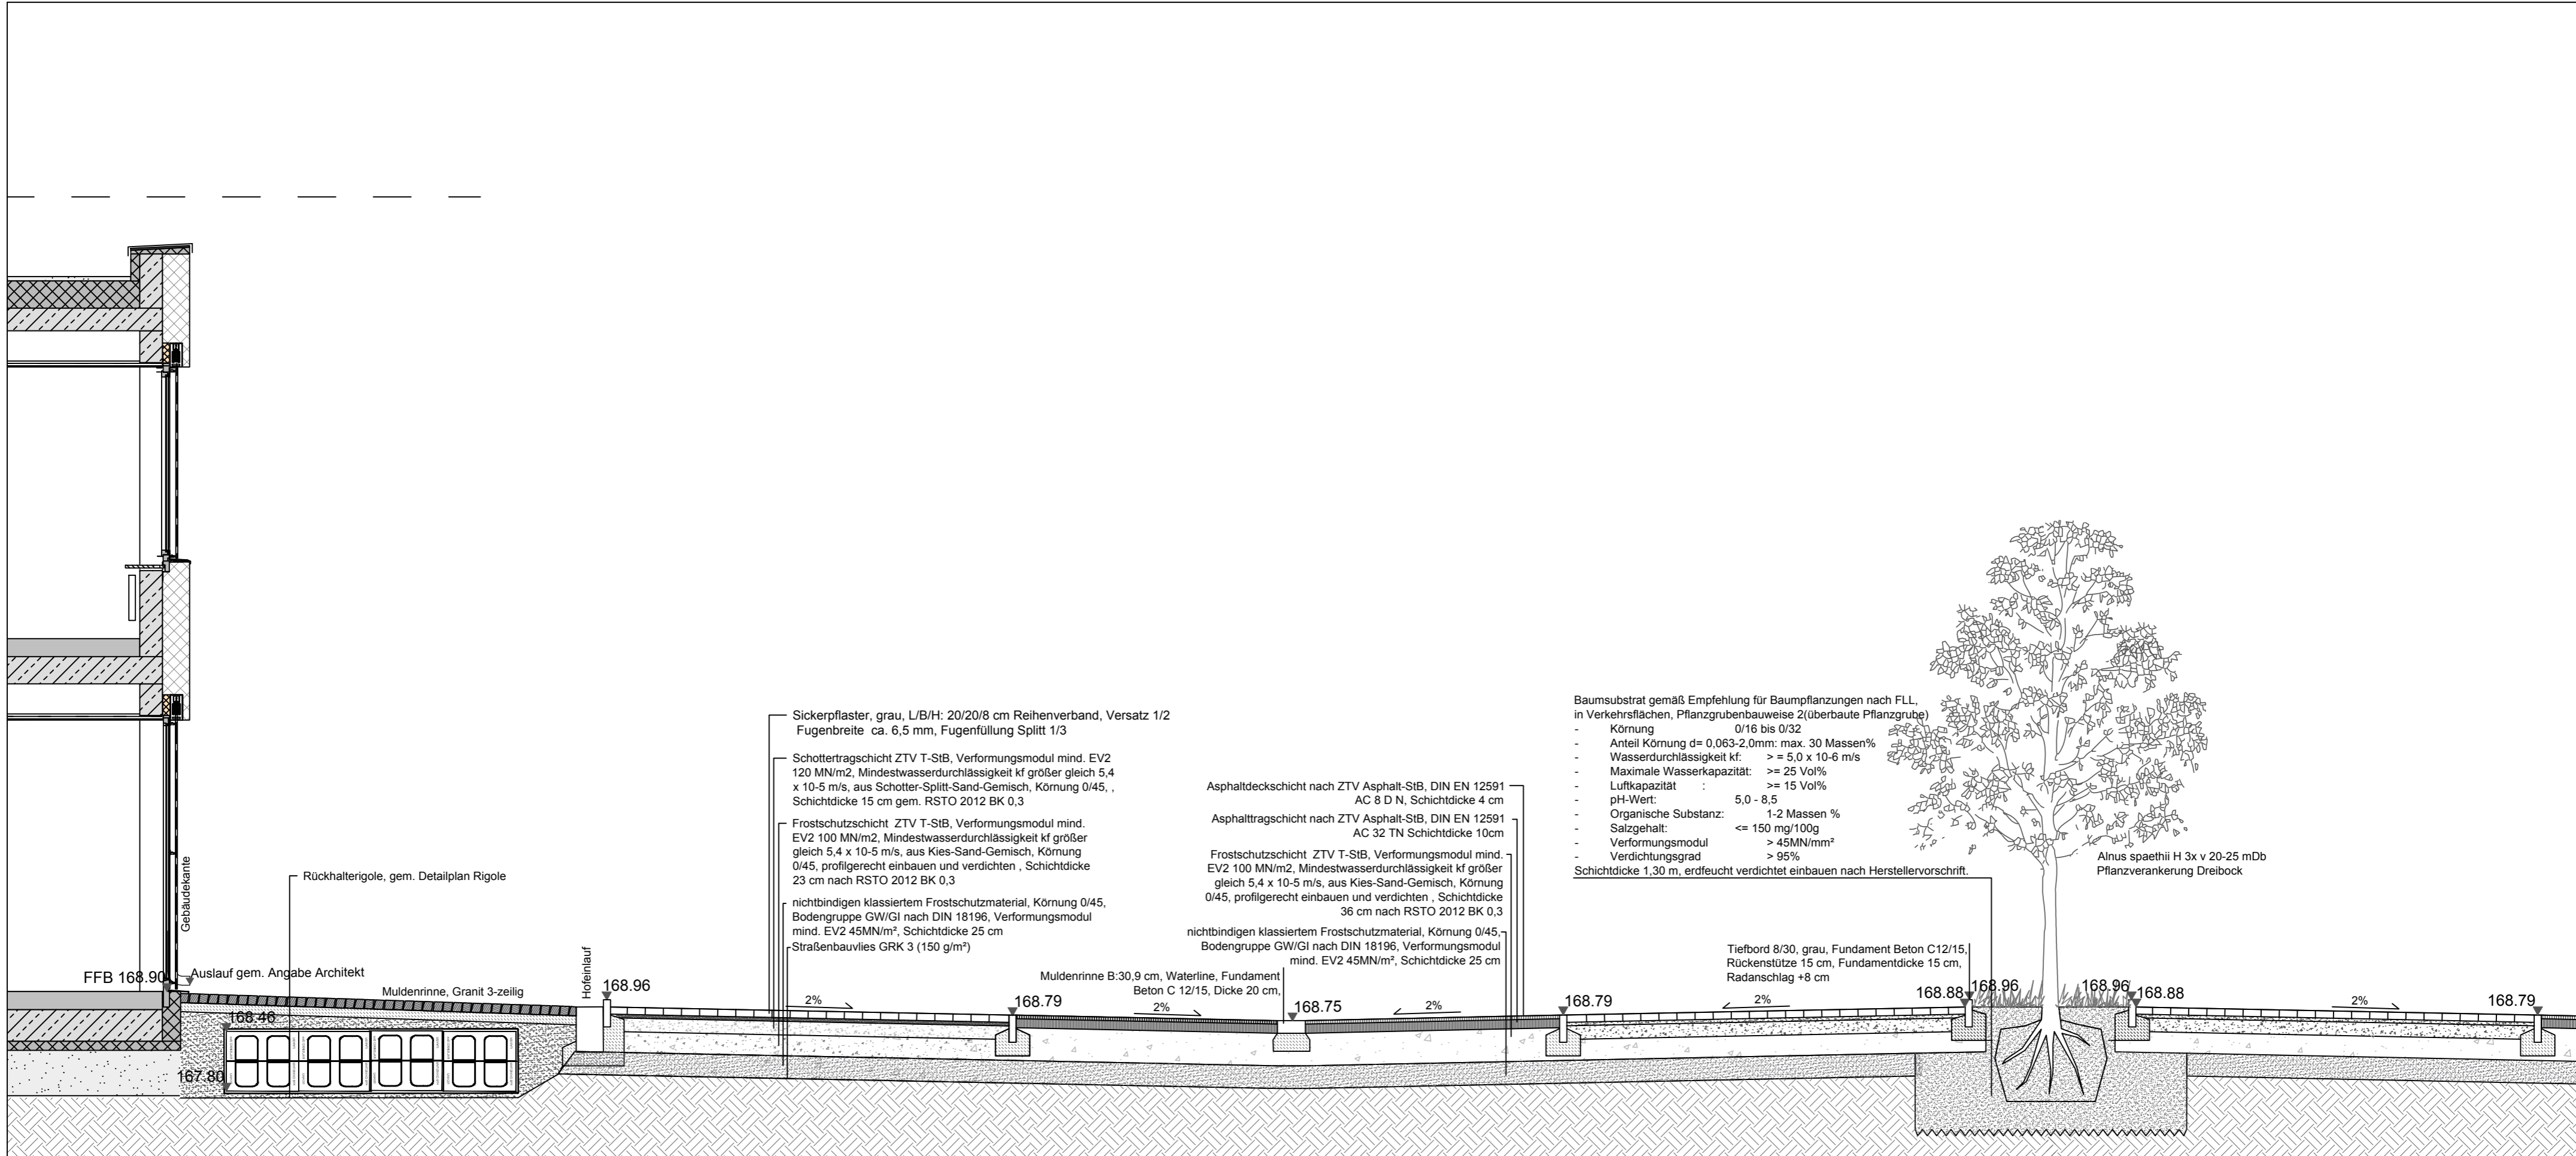 Sickerpflaster, grau, L/B/H: 20/20/8 cm Reihenverband, Versatz 1/2
Fugenbreite ca. 6,5 mm, Fugenfüllung Splitt 1/3
Schottertragschicht ZTV T-StB, Verformungsmodul mind. EV2
120 MN/m2, Mindestwasserdurchlässigkeit kf größer gleich 5,4
x 10-5 m/s, aus Schotter-Splitt-Sand-Gemisch, Körnung 0/45, ,
Schichtdicke 15 cm gem. RSTO 2012 BK 0,3
Frostschutzschicht ZTV T-StB, Verformungsmodul mind.
EV2 100 MN/m2, Mindestwasserdurchlässigkeit kf größer
gleich 5,4 x 10-5 m/s, aus Kies-Sand-Gemisch, Körnung
0/45, profilgerecht einbauen und verdichten , Schichtdicke
23 cm nach RSTO 2012 BK 0,3
nichtbindigen klassiertem Frostschutzmaterial, Körnung 0/45,
Bodengruppe GW/GI nach DIN 18196, Verformungsmodul
mind. EV2 45MN/m², Schichtdicke 25 cm
Straßenbauvlies GRK 3 (150 g/m²)
Asphaltdeckschicht nach ZTV Asphalt-StB, DIN EN 12591
AC 8 D N, Schichtdicke 4 cm
Asphalttragschicht nach ZTV Asphalt-StB, DIN EN 12591
AC 32 TN Schichtdicke 10cm
Frostschutzschicht ZTV T-StB, Verformungsmodul mind.
EV2 100 MN/m2, Mindestwasserdurchlässigkeit kf größer
gleich 5,4 x 10-5 m/s, aus Kies-Sand-Gemisch, Körnung
0/45, profilgerecht einbauen und verdichten , Schichtdicke
36 cm nach RSTO 2012 BK 0,3
nichtbindigen klassiertem Frostschutzmaterial, Körnung 0/45,
Bodengruppe GW/GI nach DIN 18196, Verformungsmodul
mind. EV2 45MN/m², Schichtdicke 25 cm
Muldenrinne B:30,9 cm, Waterline, Fundament
Beton C 12/15, Dicke 20 cm,
Baumsubstrat gemäß Empfehlung für Baumpflanzungen nach FLL,
in Verkehrsflächen, Pflanzgrubenbauweise 2(überbaute Pflanzgrube)
- Körnung 0/16 bis 0/32
- Anteil Körnung d= 0,063-2,0mm: max. 30 Massen%
- Wasserdurchlässigkeit kf: > = 5,0 x 10-6 m/s
- Maximale Wasserkapazität: >= 25 Vol%
- Luftkapazität : >= 15 Vol%
- pH-Wert: 5,0 - 8,5
- Organische Substanz: 1-2 Massen %
- Salzgehalt: <= 150 mg/100g
- Verformungsmodul > 45MN/mm²
- Verdichtungsgrad > 95%
Schichtdicke 1,30 m, erdfeucht verdichtet einbauen nach Herstellervorschrift.
Alnus spaethii H 3x v 20-25 mDb
Pflanzverankerung Dreibock
Tiefbord 8/30, grau, Fundament Beton C12/15,
Rückenstütze 15 cm, Fundamentdicke 15 cm,
Radanschlag +8 cm
Gebäudekante
Rückhalterigole, gem. Detailplan Rigole
Hofeinlauf
FFB 168.90
Auslauf gem. Angabe Architekt
Muldenrinne, Granit 3-zeilig
168.46
167.80
168.96
2%
168.79
2%
168.75
2%
168.79
2%
168.88
168.96
168.96
168.88
2%
168.79